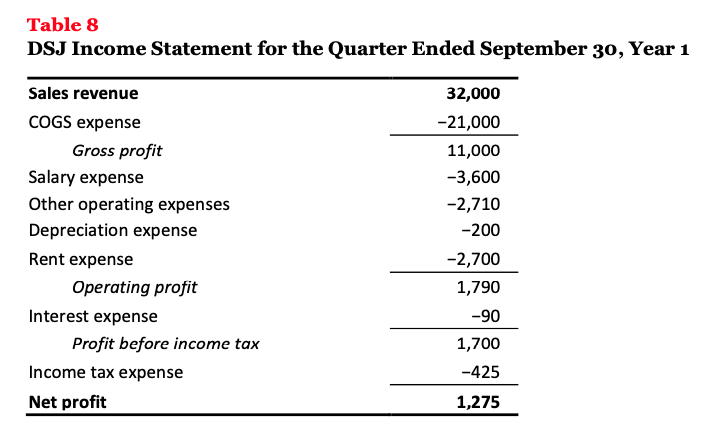 Table 8
DSJ Income Statement for the Quarter Ended September 30, Year 1
Sales revenue 32,000
COGS expense −21,000
Gross profit 11,000
Salary expense −3,600
Other operating expenses −2,710
Depreciation expense −200
Rent expense −2,700
Operating profit 1,790
Interest expense −90
Profit before income tax 1,700
Income tax expense −425
Net profit 1,275